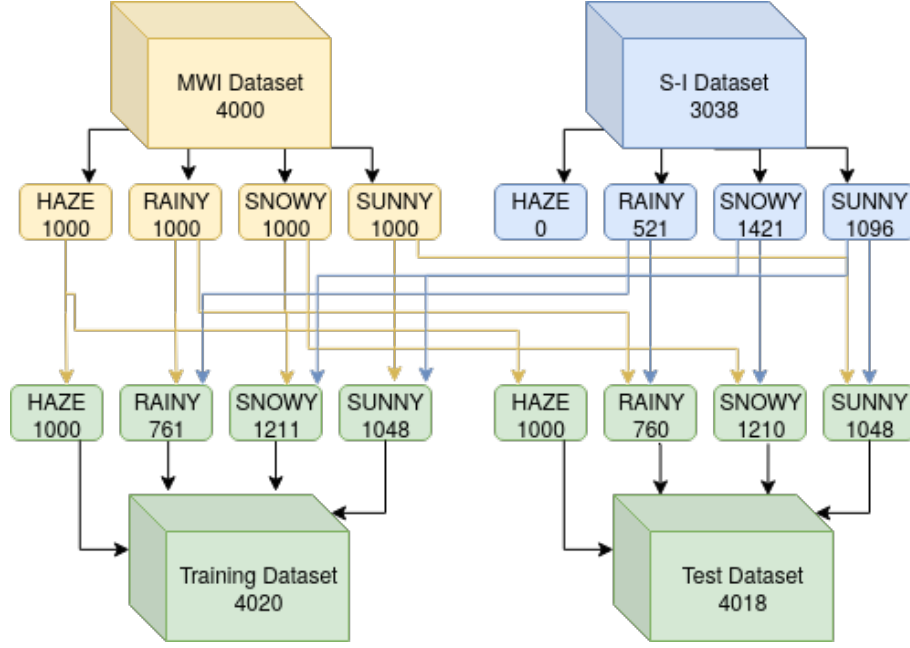 MWI Dataset
4000
S-I Dataset
3038
HAZE
1000
RAINY
1000
SNOWY
1000
SUNNY
1000
HAZE
0
RAINY
521
SNOWY
1421
SUNNY
1096
HAZE
1000
RAINY
761
SNOWY
1211
SUNNY
1048
HAZE
1000
RAINY
760
SNOWY
1210
SUNNY
1048
Training Dataset
4020
Test Dataset
4018